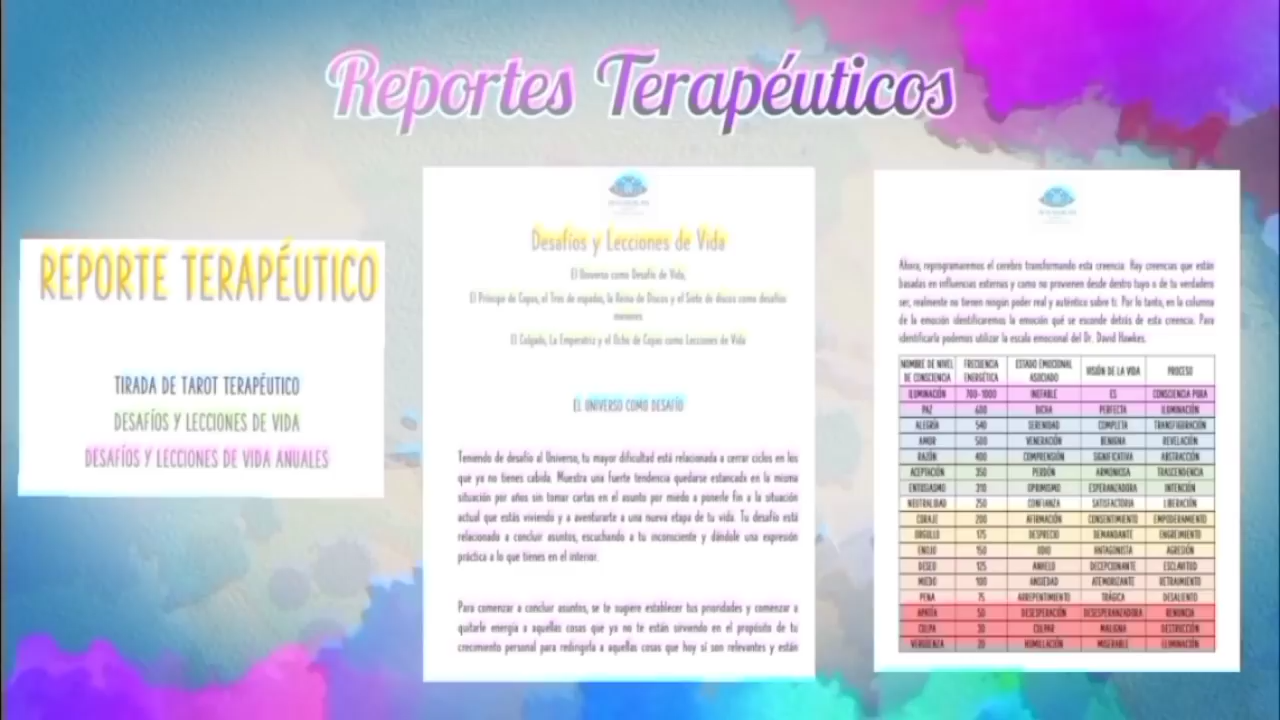 Reportes Terapéuticos
REPORTE TERAPÉUTICO
TIRADA DE TAROT TERAPÉUTICO
DESAFÍOS Y LECCIONES DE VIDA
DESAFÍOS Y LECCIONES DE VIDA ANUALES
Desafíos y Lecciones de Vida
El Universo como Desafío de Vida,
El Príncipe de Copas, el Tres de espadas, la Reina de Discos y el Siete de discos como desafíos
menores
El Colgado, La Emperatriz y el Ocho de Copas como Lecciones de Vida
EL UNIVERSO COMO DESAFÍO
Teniendo de desafío al Universo, tu mayor dificultad está relacionada a cerrar ciclos en los
que ya no tienes cabida. Muestra una fuerte tendencia quedarse estancada en la misma
situación por años sin tomar cartas en el asunto por miedo a ponerle fin a la situación
actual que estás viviendo y a aventurarte a una nueva etapa de tu vida. Tu desafío está
relacionado a concluir asuntos, escuchando a tu inconsciente y dándole una expresión
práctica a lo que tienes en el interior.
Para comenzar a concluir asuntos, se te sugiere establecer tus prioridades y comenzar a
quitarle energía a aquellas cosas que ya no te están sirviendo en el propósito de tu
crecimiento personal para redirigirla a aquellas cosas que hoy sí son relevantes y están
Ahora, reprogramaremos el cerebro transformando esta creencia. Hay creencias que están
basadas en influencias externas y como no provienen desde dentro tuyo o de tu verdadero
ser, realmente no tienen ningún poder real y auténtico sobre ti. Por lo tanto, en la columna
de la emoción identificaremos la emoción qué se esconde detrás de esta creencia. Para
identificarla podemos utilizar la escala emocional del Dr. David Hawkes.
NOMBRE DE NIVEL DE CONSCIENCIA FRECUENCIA ENERGÉTICA ESTADO EMOCIONAL ASOCIADO VISIÓN DE LA VIDA PROCESO
ILUMINACIÓN 700-1000 INEFABLE ES CONSCIENCIA PURA
PAZ 600 DICHA PERFECTA ILUMINACIÓN
ALEGRÍA 540 SERENIDAD COMPLETA TRANSFIGURACIÓN
AMOR 500 VENERACIÓN BENIGNA REVELACIÓN
RAZÓN 400 COMPRENSIÓN SIGNIFICATIVA ABSTRACCIÓN
ACEPTACIÓN 350 PERDÓN ARMONIOSA TRASCENDENCIA
ENTUSIASMO 310 OPTIMISMO ESPERANZADORA INTENCIÓN
NEUTRALIDAD 250 CONFIANZA SATISFACTORIA LIBERACIÓN
CORAJE 200 AFIRMACIÓN CONSENTIMIENTO EMPODERAMIENTO
ORGULLO 175 DESPRECIO DEMANDANTE ENGREIMIENTO
ENOJO 150 ODIO ANTAGONISTA AGRESIÓN
DESEO 125 ANHELO DECEPCIONANTE ESCLAVITUD
MIEDO 100 ANSIEDAD ATEMORIZANTE RETRAIMIENTO
PENA 75 ARREPENTIMIENTO TRÁGICA DESALIENTO
APATÍA 50 DESESPERACIÓN DESESPERANZADORA RENUNCIA
CULPA 30 CULPAR MALIGNA DESTRUCCIÓN
VERGÜENZA 20 HUMILLACIÓN MISERABLE ELIMINACIÓN